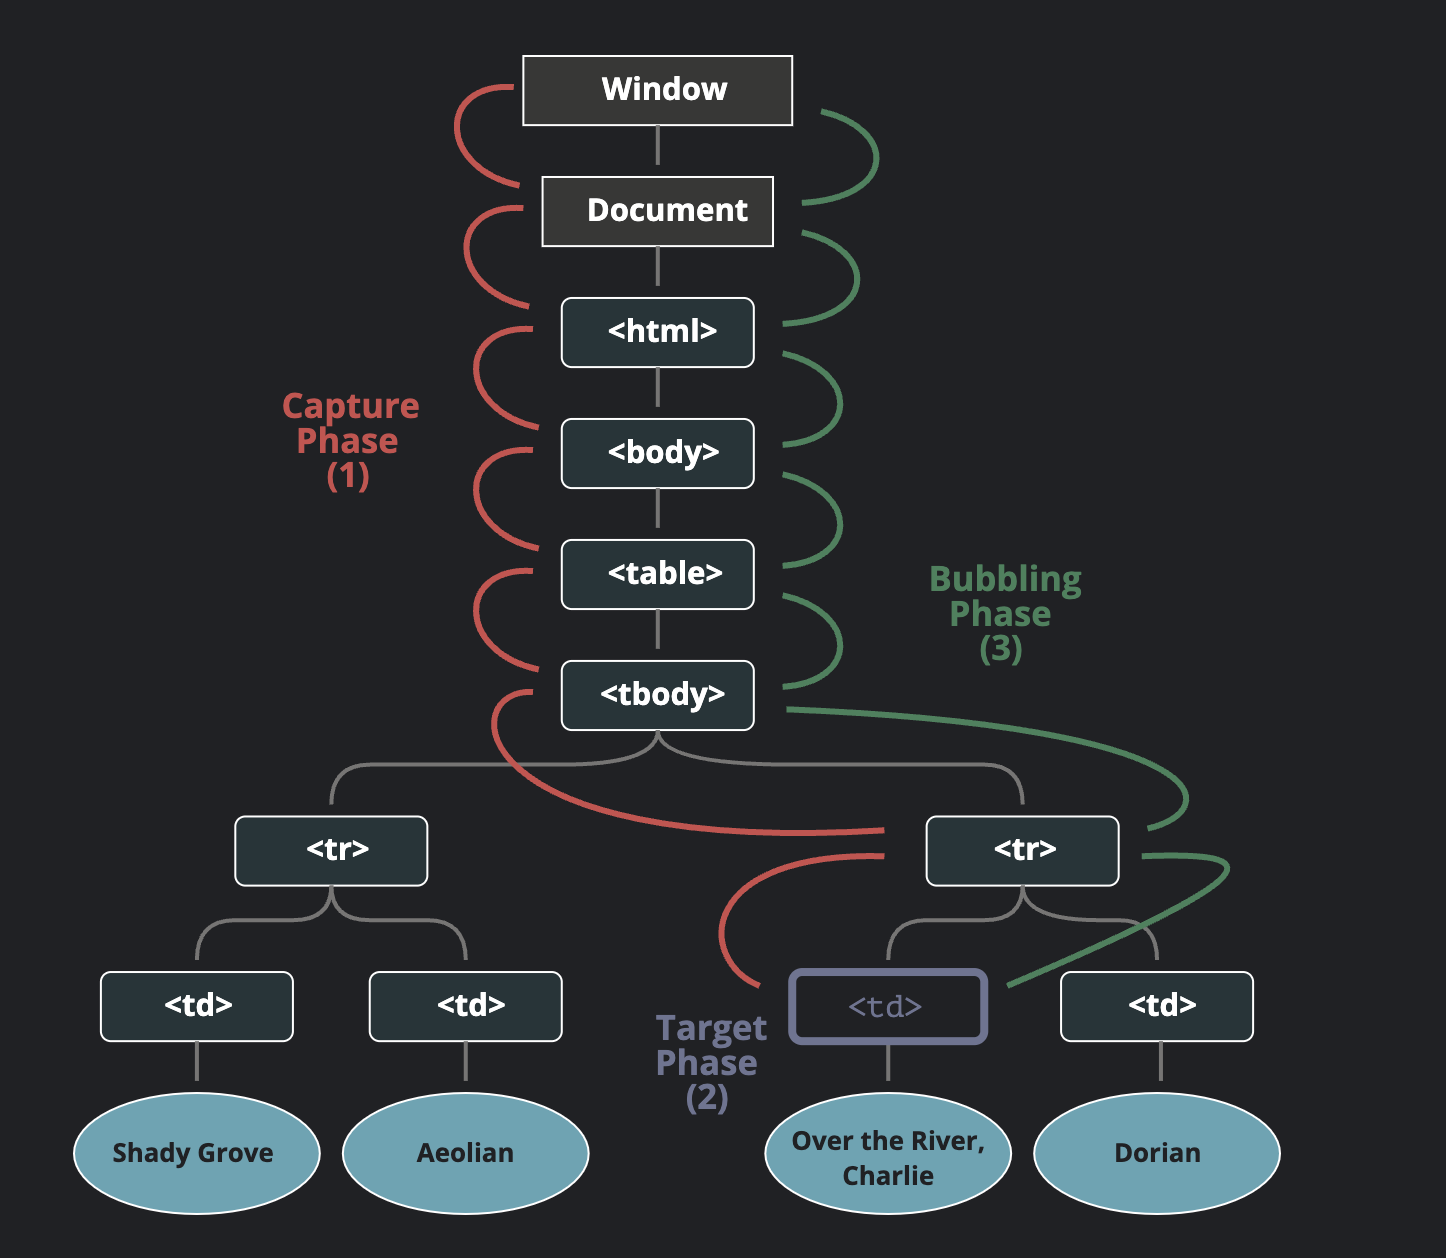 Window
Document
<html>
Capture
Phase
(1)
<body>
<table>
Bubbling
Phase
(3)
<tbody>
<tr>
<tr>
<td>
<td>
<td>
<td>
Target
Phase
(2)
Shady Grove
Aeolian
Over the River,
Charlie
Dorian